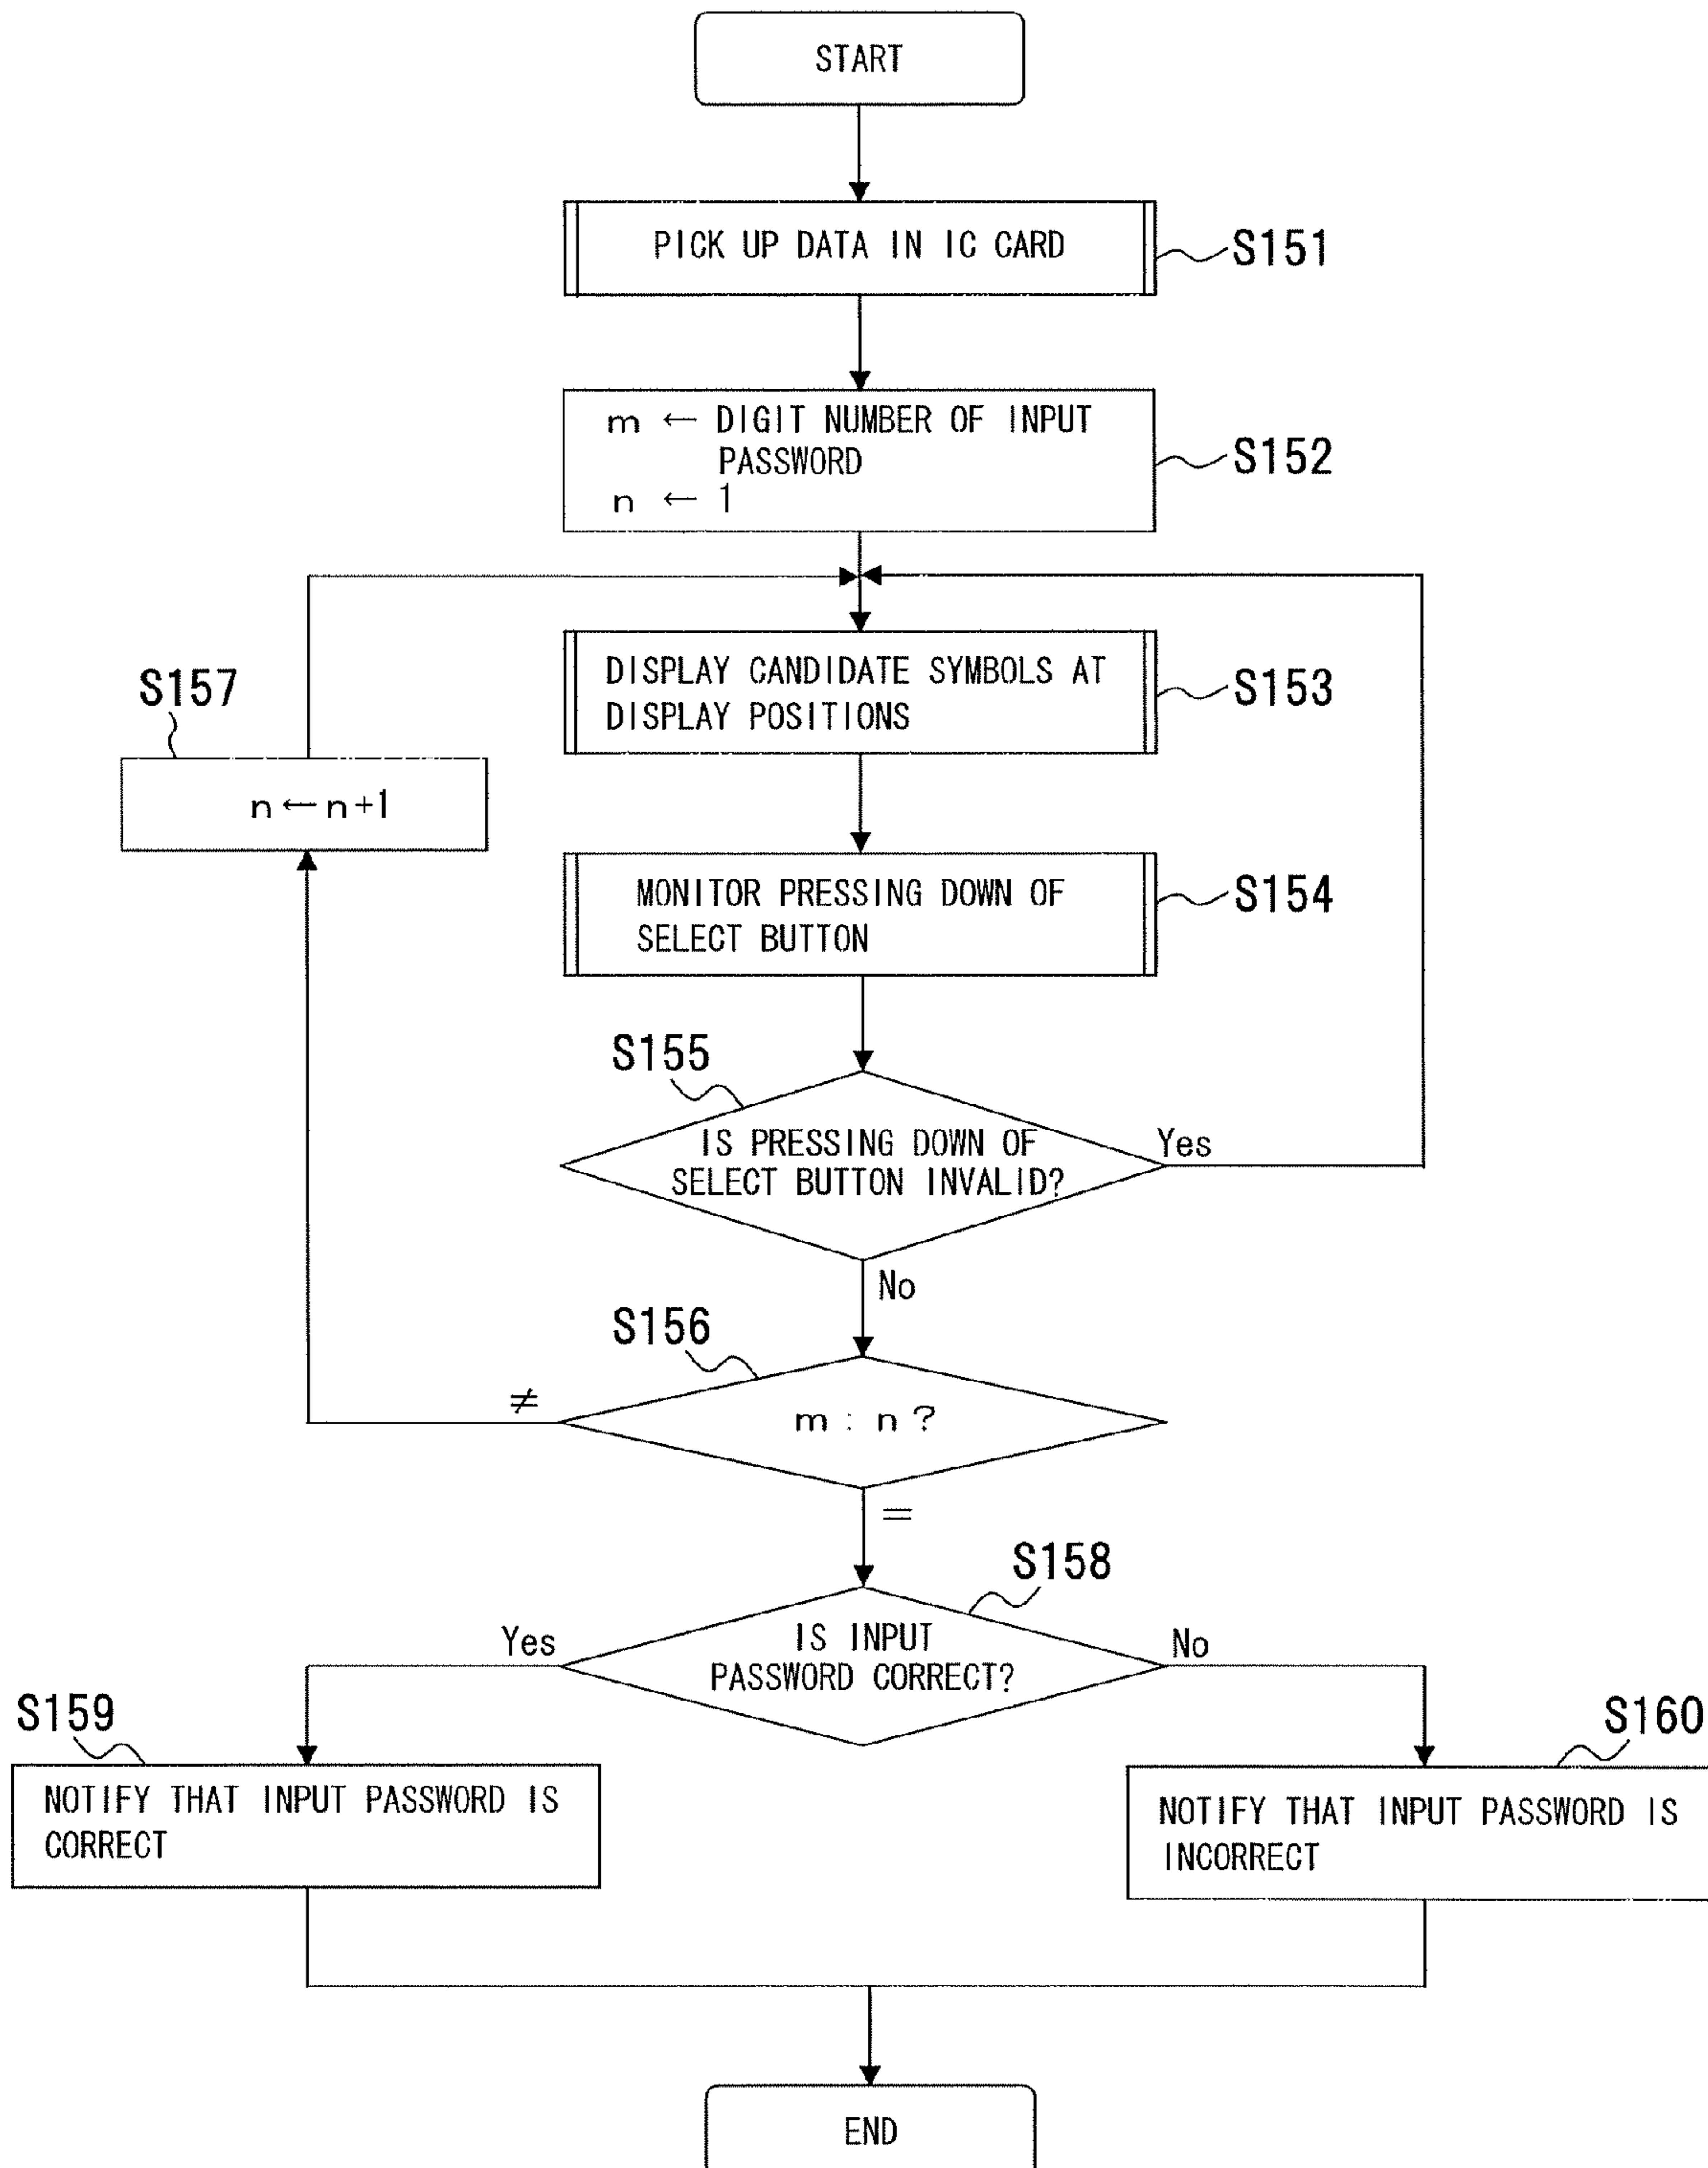 START
PICK UP DATA IN IC CARD
S151
m ← DIGIT NUMBER OF INPUT
PASSWORD
n ← 1
S152
DISPLAY CANDIDATE SYMBOLS AT
DISPLAY POSITIONS
S153
S157
n←n+1
MONITOR PRESSING DOWN OF
SELECT BUTTON
S154
S155
IS PRESSING DOWN OF
SELECT BUTTON INVALID?
Yes
No
S156
≠
m : n ?
=
S158
IS INPUT
PASSWORD CORRECT?
Yes
No
S159
NOTIFY THAT INPUT PASSWORD IS
CORRECT
S160
NOTIFY THAT INPUT PASSWORD IS
INCORRECT
END